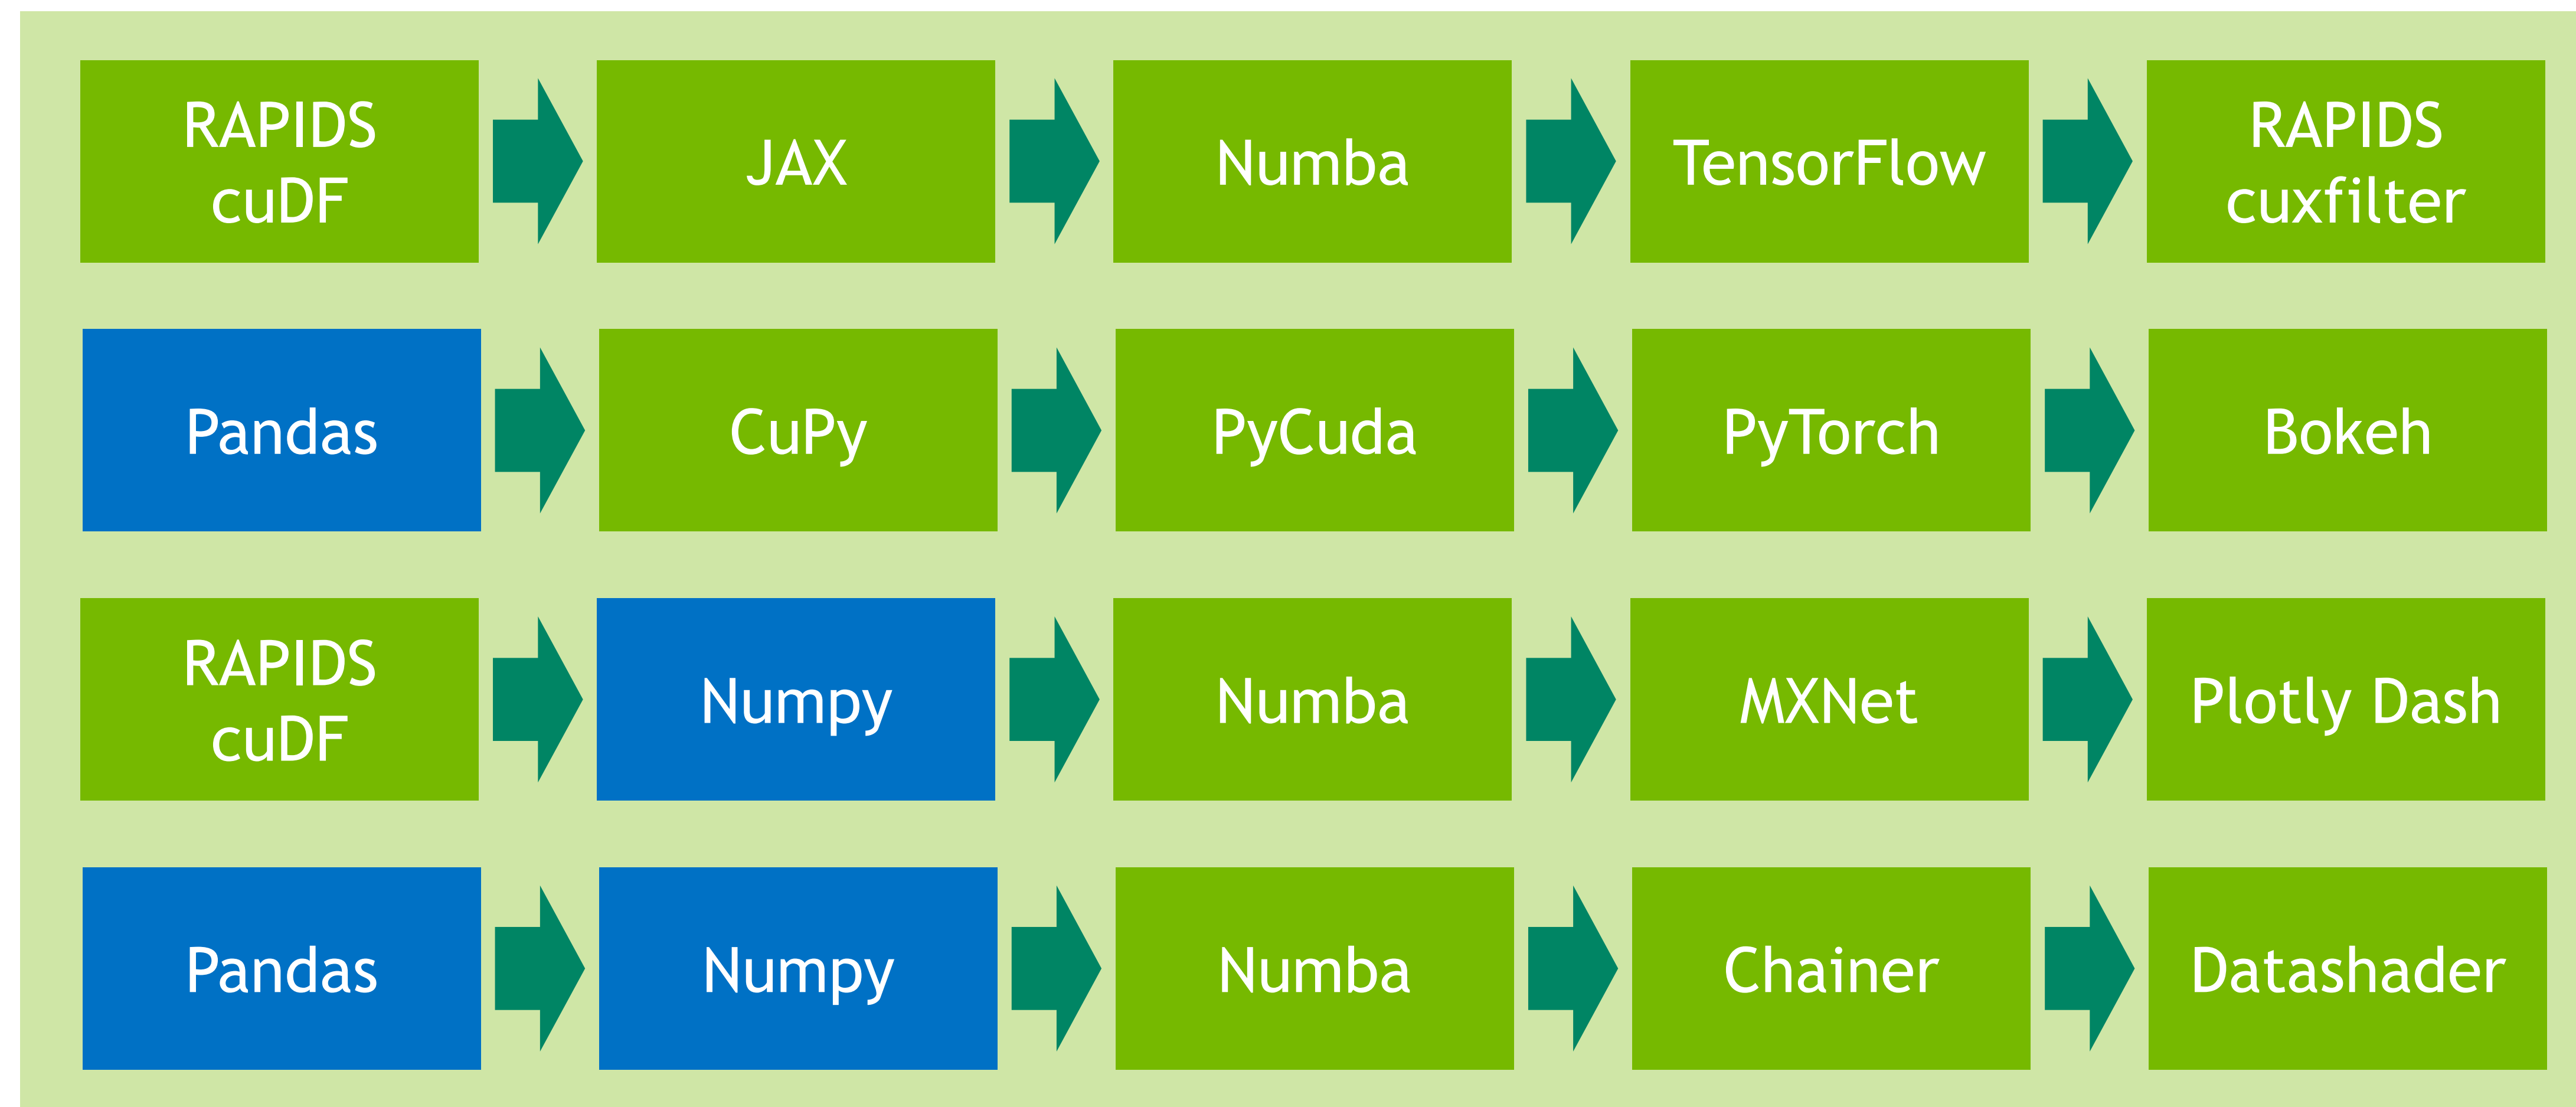 RAPIDS
cuDF
JAX
Numba
TensorFlow
RAPIDS
cuxfilter
Pandas
CuPy
PyCuda
PyTorch
Bokeh
RAPIDS
cuDF
Numpy
Numba
MXNet
Plotly Dash
Pandas
Numpy
Numba
Chainer
Datashader